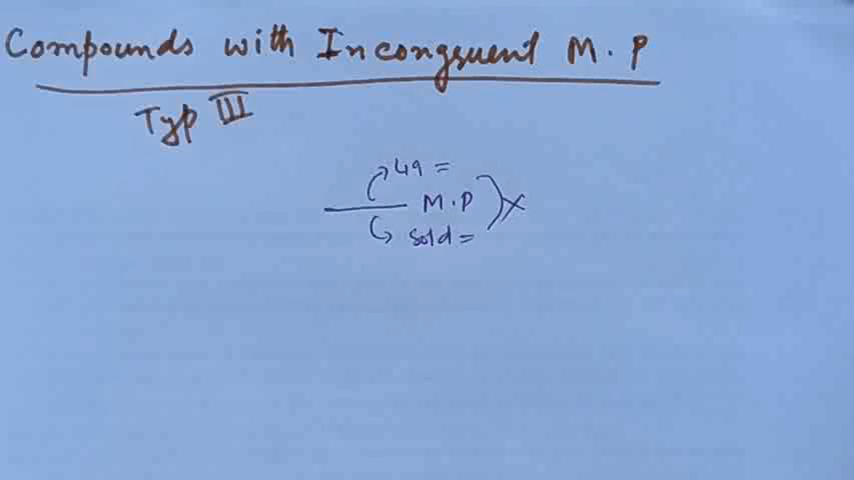 Compounds with Incongruent M.P
Typ III
Liq =
M.P
Solid =